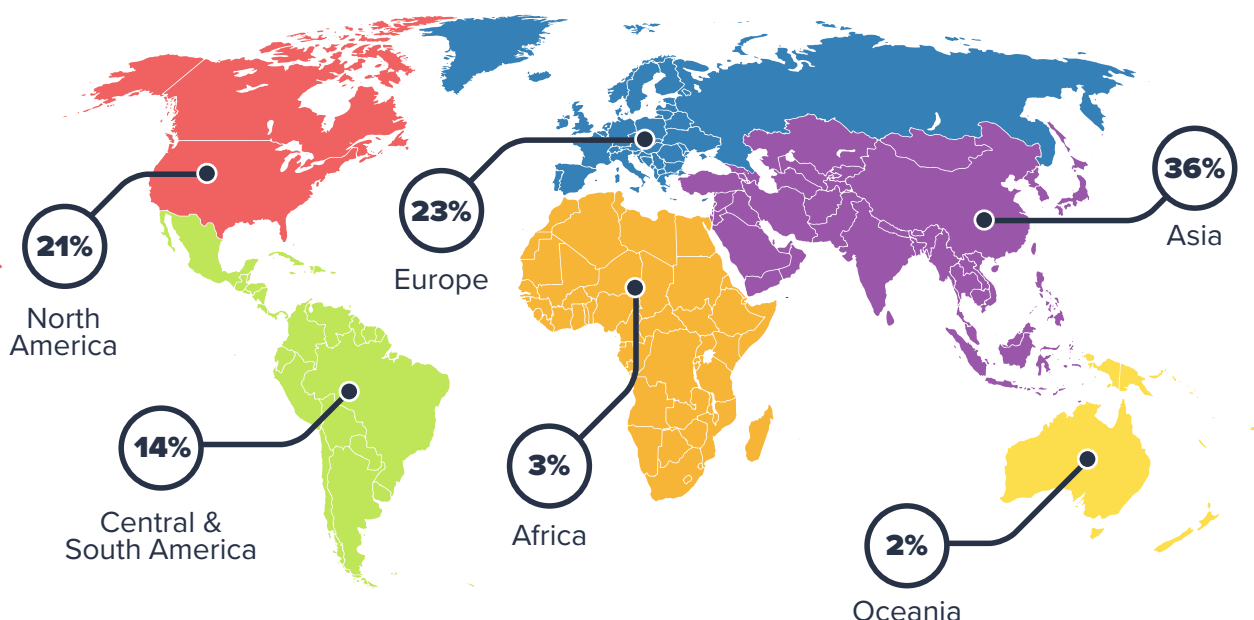 36%
Asia
23%
Europe
21%
North
America
14%
Central &
South America
3%
Africa
2%
Oceania